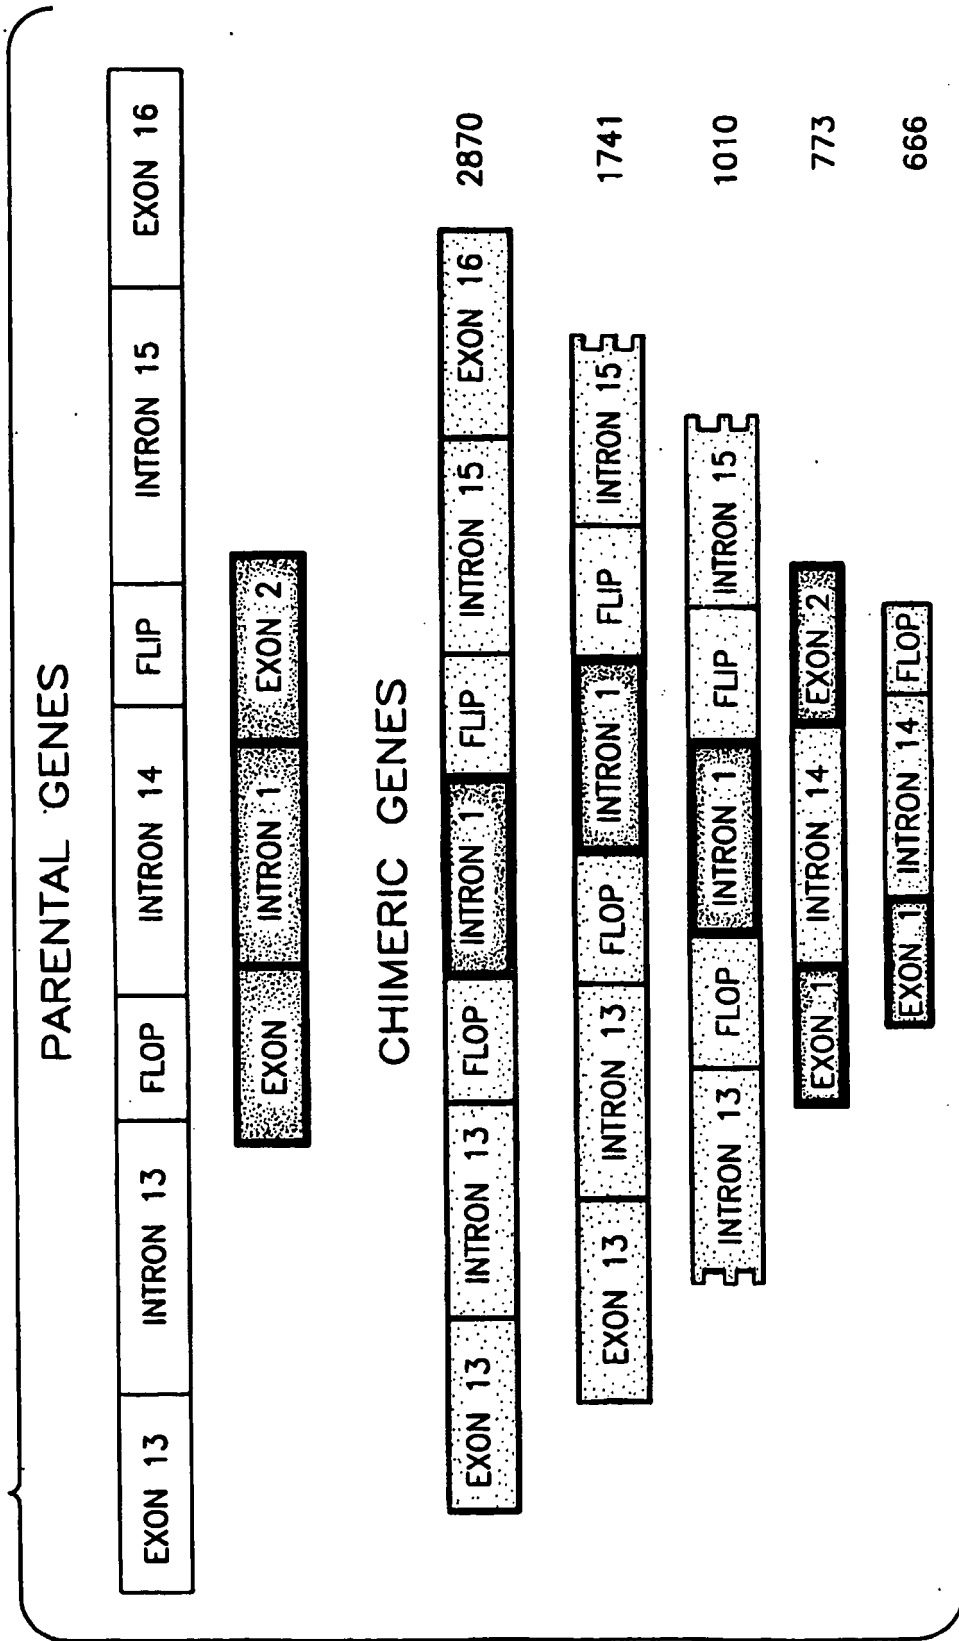 PARENTAL GENES
EXON 13 INTRON 13 FLOP INTRON 14 FLIP INTRON 15 EXON 16
EXON INTRON 1 EXON 2
CHIMERIC GENES
EXON 13 INTRON 13 FLOP INTRON 1 FLIP INTRON 15 EXON 16 2870
EXON 13 INTRON 13 FLOP INTRON 1 FLIP INTRON 15 1741
INTRON 13 FLOP INTRON 1 FLIP INTRON 15 1010
EXON 1 INTRON 14 EXON 2 773
EXON 1 INTRON 14 FLOP 666